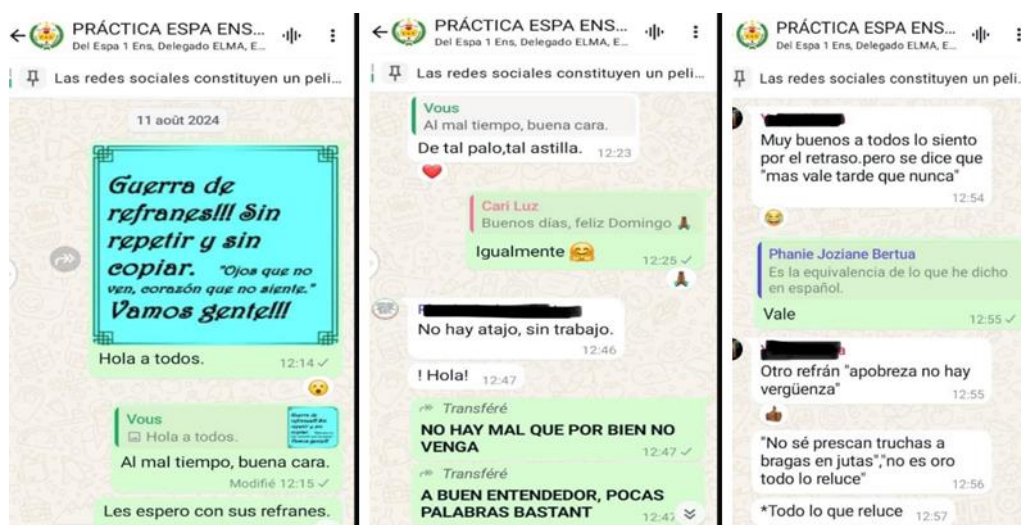 PRÁCTICA ESPA ENS...
Del Espa 1 Ens, Delegado ELMA, E...
Las redes sociales constituyen un peli...
11 août 2024
Guerra de
refranes!!! Sin
repetir y sin
copiar. "Ojos que no
ven, corazón que no siente."
Vamos gente!!!
Hola a todos.
12:14
Vous
Hola a todos.
Al mal tiempo, buena cara.
Modifié 12:15
Les espero con sus refranes.
PRÁCTICA ESPA ENS...
Del Espa 1 Ens, Delegado ELMA, E...
Las redes sociales constituyen un peli...
Vous
Al mal tiempo, buena cara.
De tal palo,tal astilla. 12:23
Cari Luz
Buenos días, feliz Domingo
Igualmente
12:25
No hay atajo, sin trabajo.
12:46
! Hola! 12:47
Transféré
NO HAY MAL QUE POR BIEN NO
VENGA
12:47
Transféré
A BUEN ENTENDEDOR, POCAS
PALABRAS BASTANT
12:47
PRÁCTICA ESPA ENS...
Del Espa 1 Ens, Delegado ELMA, E...
Las redes sociales constituyen un peli.
Muy buenos a todos lo siento
por el retraso.pero se dice que
"mas vale tarde que nunca"
12:54
Phanie Joziane Bertua
Es la equivalencia de lo que he dicho
en español.
Vale
12:55
Otro refrán "apobreza no hay
vergüenza"
12:55
"No sé prescan truchas a
bragas en jutas","no es oro
todo lo reluce"
12:56
*Todo lo que reluce 12:57